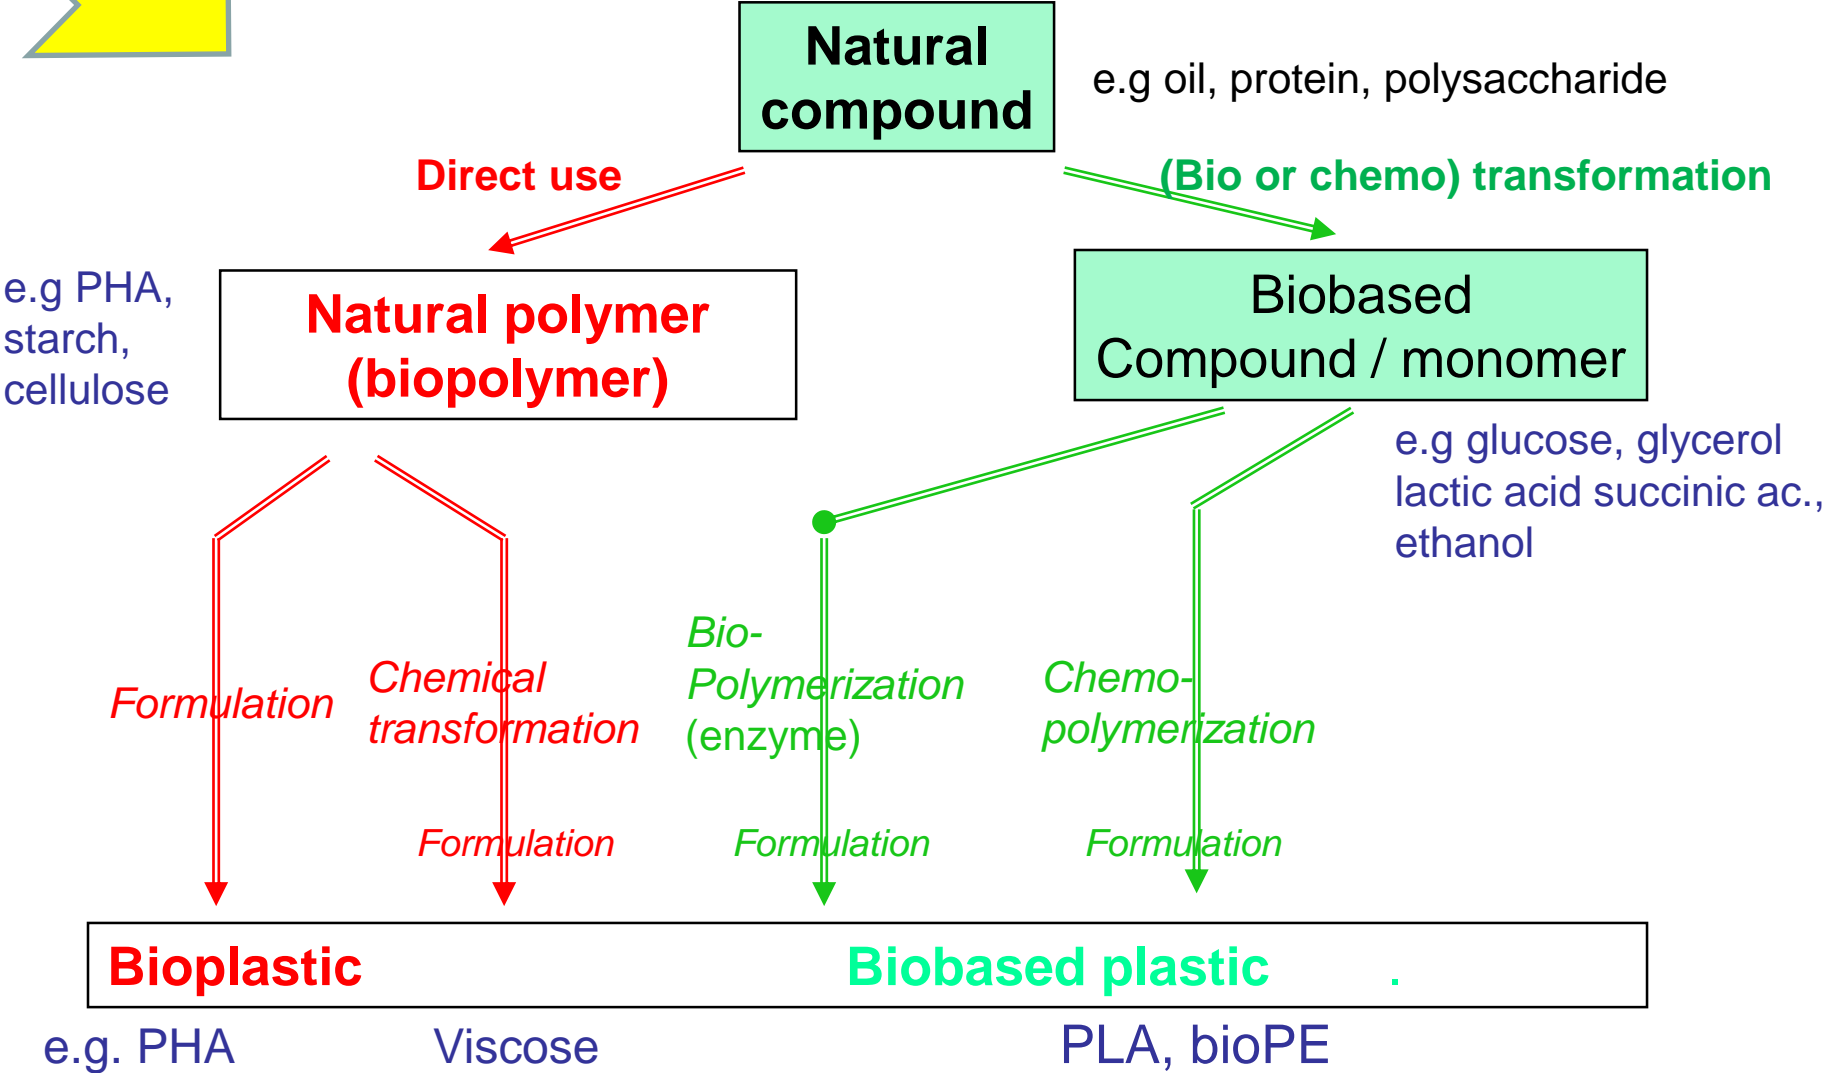 Natural
compound
e.g oil, protein, polysaccharide
Direct use
(Bio or chemo) transformation
e.g PHA,
starch,
cellulose
Natural polymer
(biopolymer)
Biobased
Compound / monomer
e.g glucose, glycerol
lactic acid succinic ac.,
ethanol
Formulation
Chemical
transformation
Bio-
Polymerization
(enzyme)
Chemo-
polymerization
Formulation
Formulation
Formulation
Bioplastic
Biobased plastic .
e.g. PHA
Viscose
PLA, bioPE